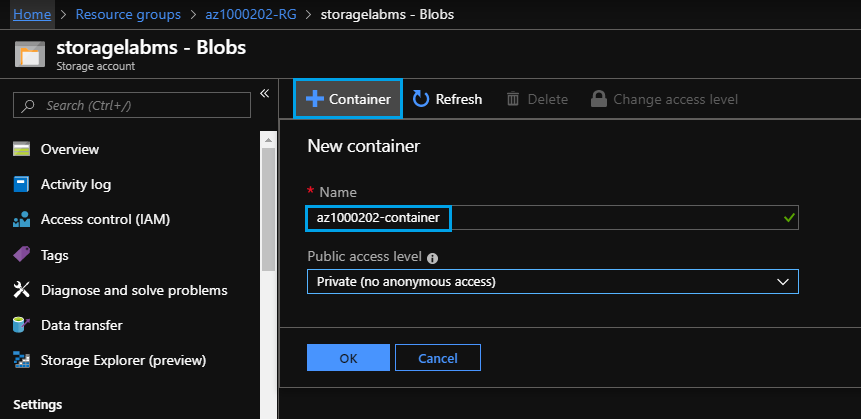 Home > Resource groups > az1000202-RG > storagelabms - Blobs
storagelabms - Blobs
Storage account
Search (Ctrl+/)
«
Overview
Activity log
Access control (IAM)
Tags
Diagnose and solve problems
Data transfer
Storage Explorer (preview)
Settings
+ Container
Refresh
Delete
Change access level
New container
* Name
az1000202-container
Public access level
Private (no anonymous access)
OK
Cancel